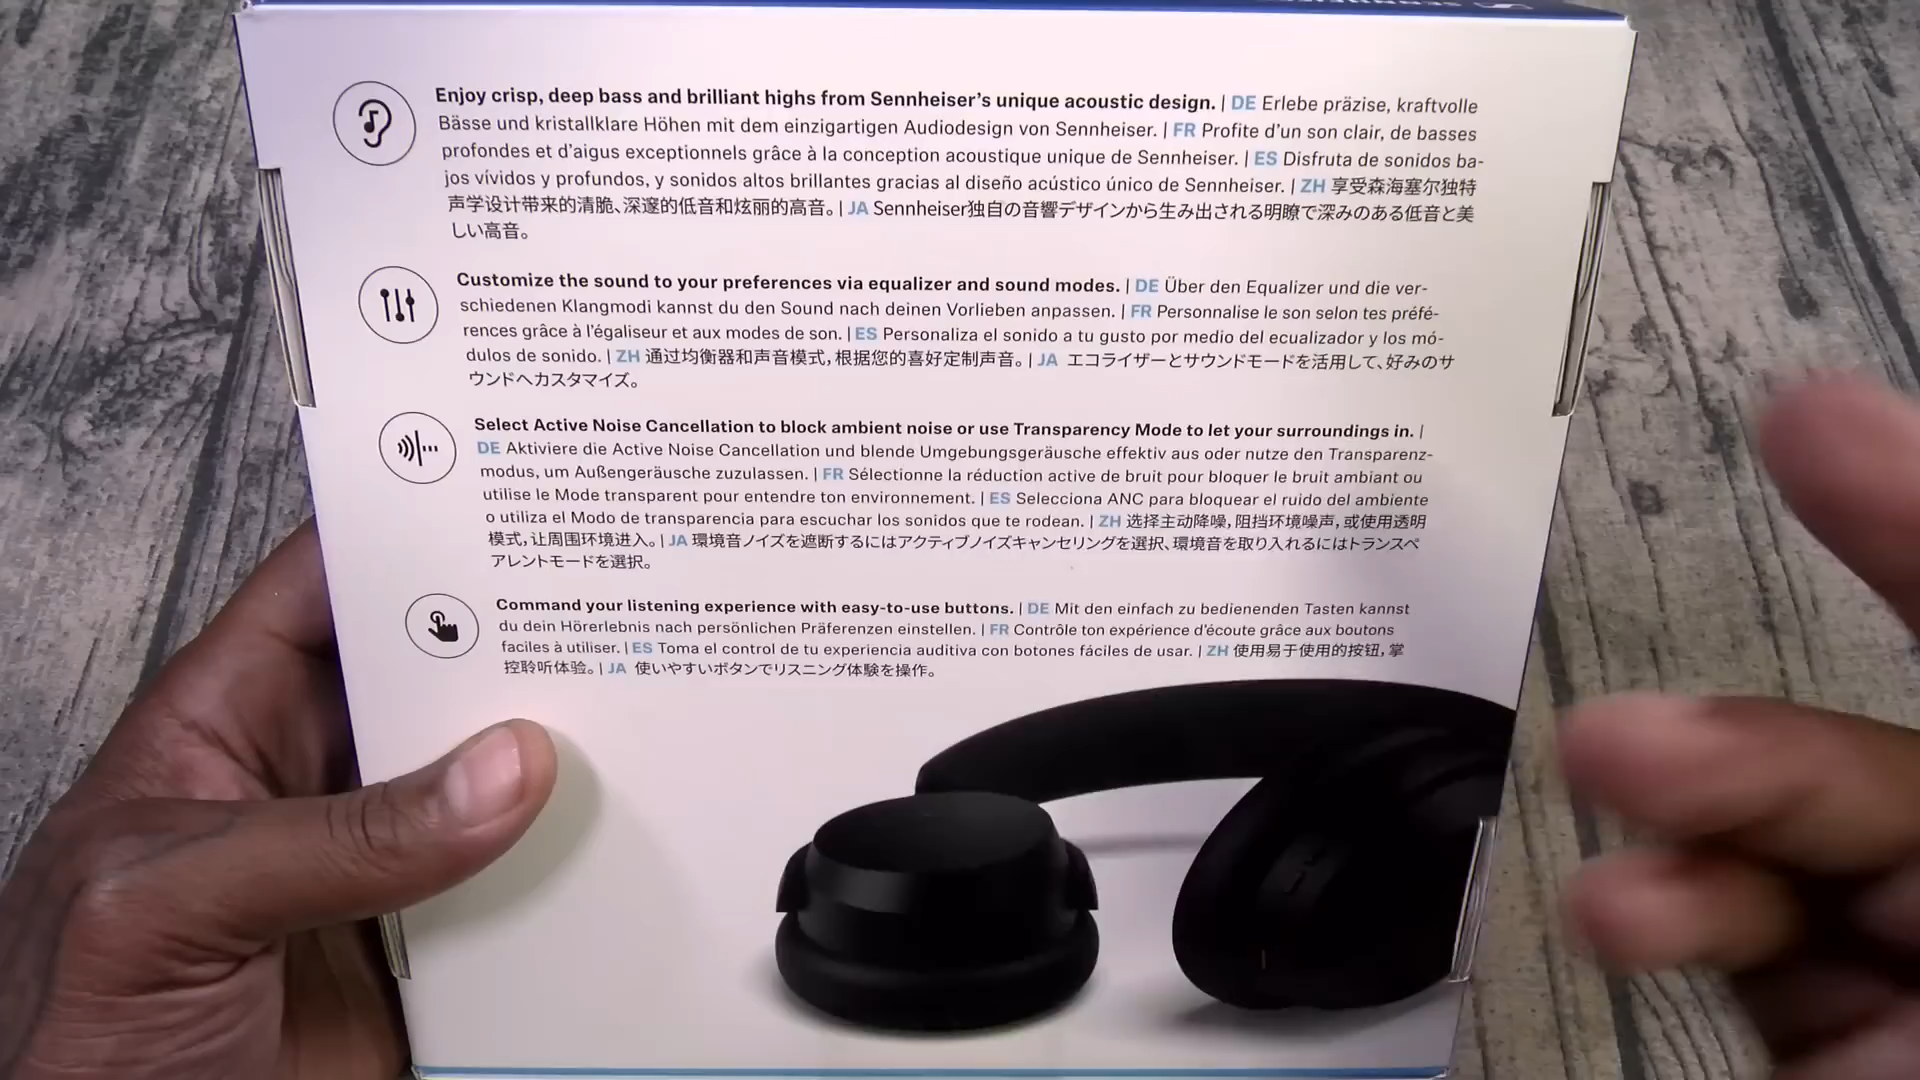 Enjoy crisp, deep bass and brilliant highs from Sennheiser's unique acoustic design. | DE Erlebe präzise, kraftvolle
Bässe und kristallklare Höhen mit dem einzigartigen Audiodesign von Sennheiser. | FR Profite d'un son clair, de basses
profondes et d'aigus exceptionnels grâce à la conception acoustique unique de Sennheiser. | ES Disfruta de sonidos ba-
jos vívidos y profundos, y sonidos altos brillantes gracias al diseño acústico único de Sennheiser. | ZH 享受森海塞尔独特
声学设计带来的清脆、深邃的低音和炫丽的高音。| JA Sennheiser独自の音響デザインから生み出される明瞭で深みのある低音と美
しい高音。
Customize the sound to your preferences via equalizer and sound modes. | DE Über den Equalizer und die ver-
schiedenen Klangmodi kannst du den Sound nach deinen Vorlieben anpassen. | FR Personnalise le son selon tes préfé-
rences grâce à l'égaliseur et aux modes de son. | ES Personaliza el sonido a tu gusto por medio del ecualizador y los mó-
dulos de sonido. | ZH 通过均衡器和声音模式，根据您的喜好定制声音。| JA エコライザーとサウンドモードを活用して、好みのサ
ウンドへカスタマイズ。
Select Active Noise Cancellation to block ambient noise or use Transparency Mode to let your surroundings in. |
DE Aktiviere die Active Noise Cancellation und blende Umgebungsgeräusche effektiv aus oder nutze den Transparenz-
modus, um Außengeräusche zuzulassen. | FR Sélectionne la réduction active de bruit pour bloquer le bruit ambiant ou
utilise le Mode transparent pour entendre ton environnement. | ES Selecciona ANC para bloquear el ruido del ambiente
o utiliza el Modo de transparencia para escuchar los sonidos que te rodean. | ZH 选择主动降噪，阻挡环境噪声，或使用透明
模式，让周围环境进入。| JA 環境音ノイズを遮断するにはアクティブノイズキャンセリングを選択、環境音を取り入れるにはトランスペ
アレントモードを選択。
Command your listening experience with easy-to-use buttons. | DE Mit den einfach zu bedienenden Tasten kannst
du dein Hörerlebnis nach persönlichen Präferenzen einstellen. | FR Contrôle ton expérience d'écoute grâce aux boutons
faciles à utiliser. | ES Toma el control de tu experiencia auditiva con botones fáciles de usar. | ZH 使用易于使用的按钮，掌
控聆听体验。| JA 使いやすいボタンでリスニング体験を操作。